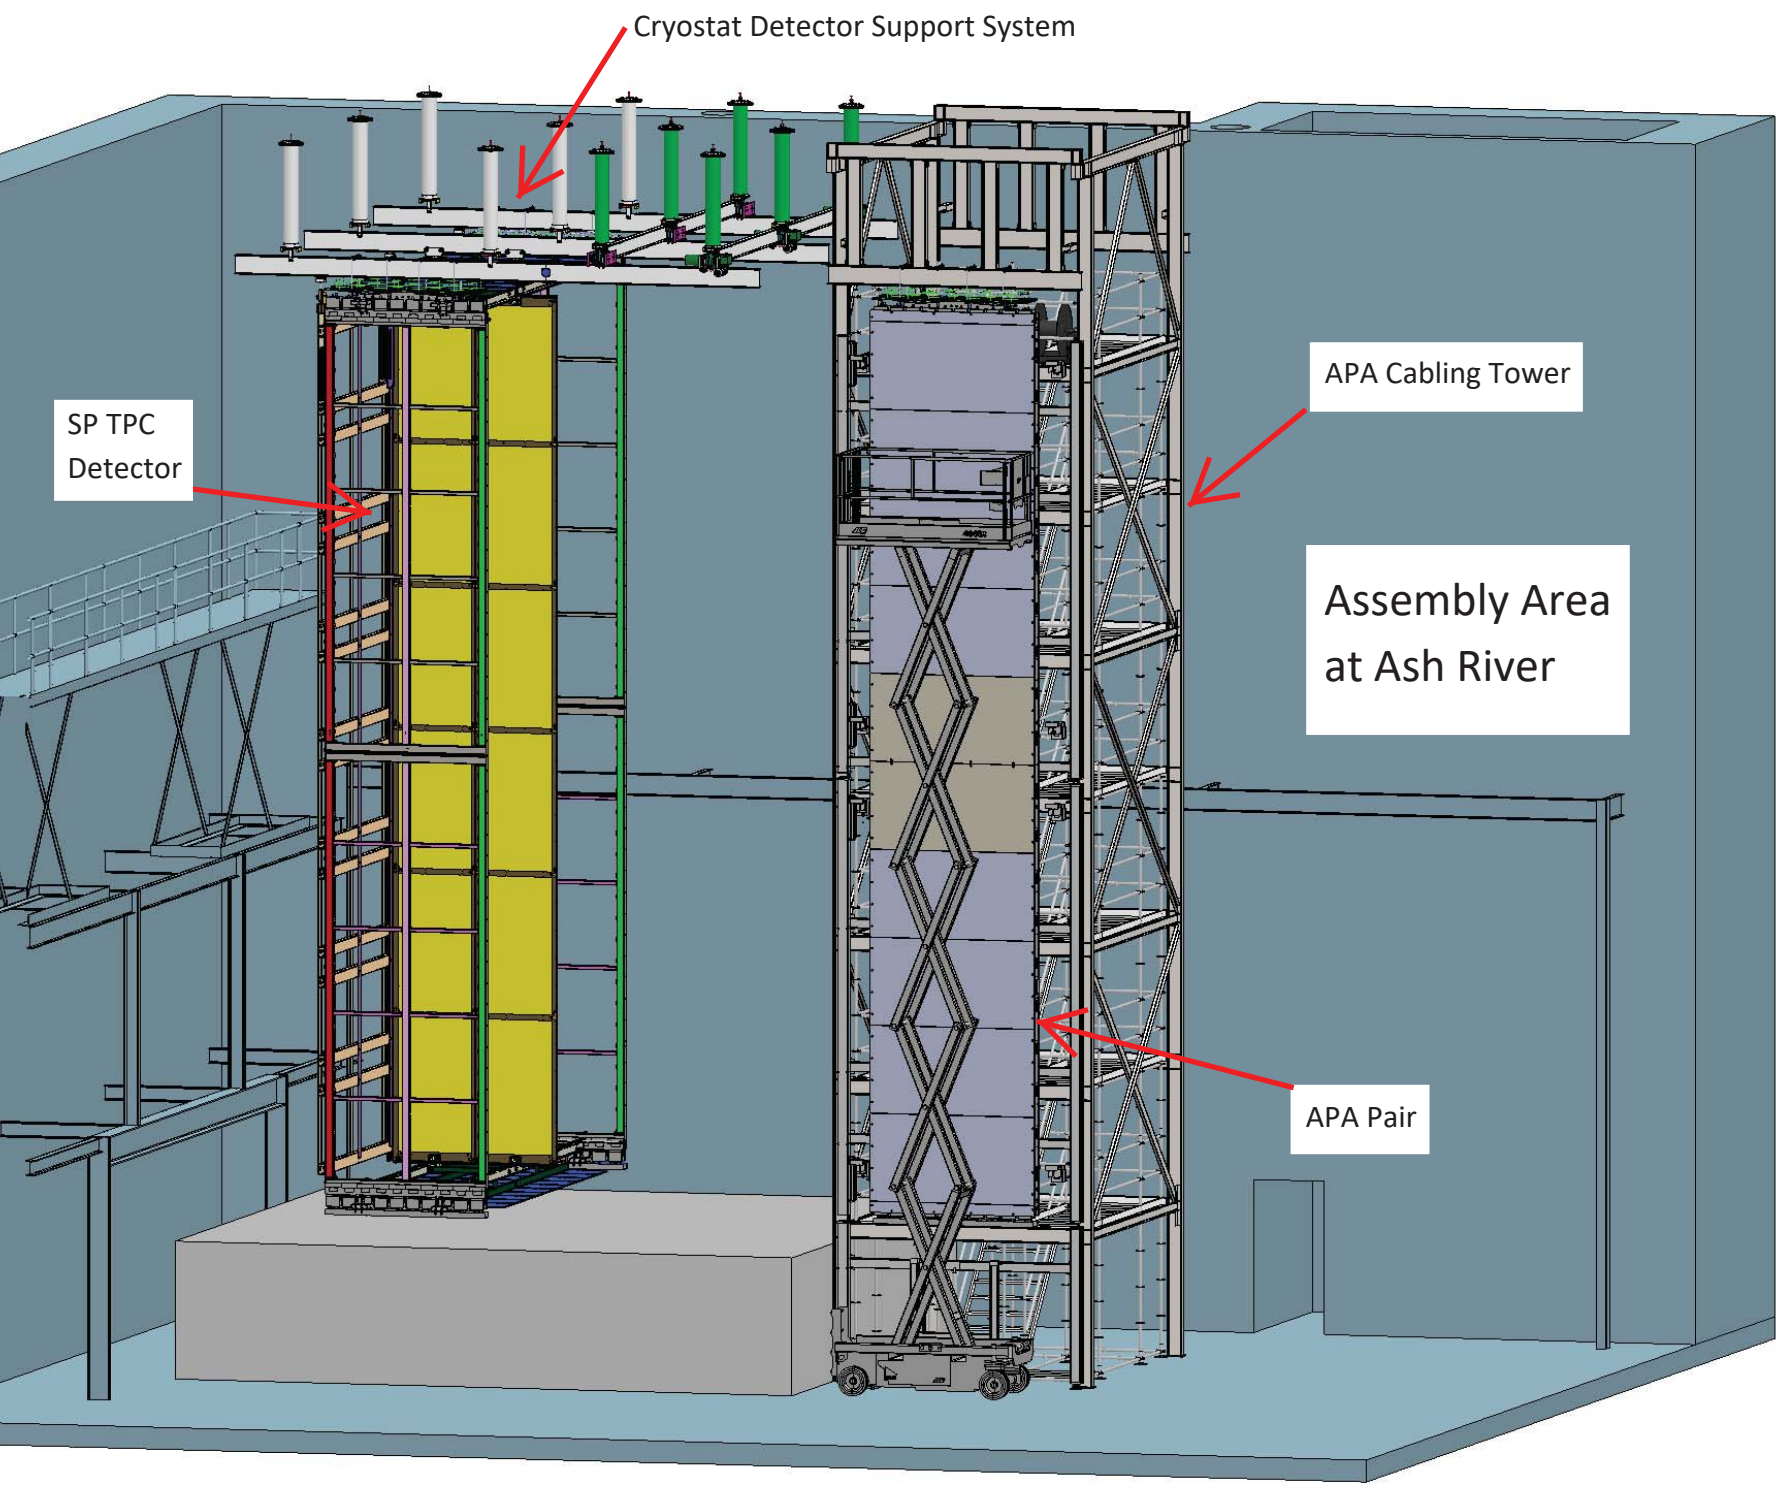 Cryostat Detector Support System
APA Cabling Tower
SP TPC
Detector
Assembly Area
at Ash River
APA Pair